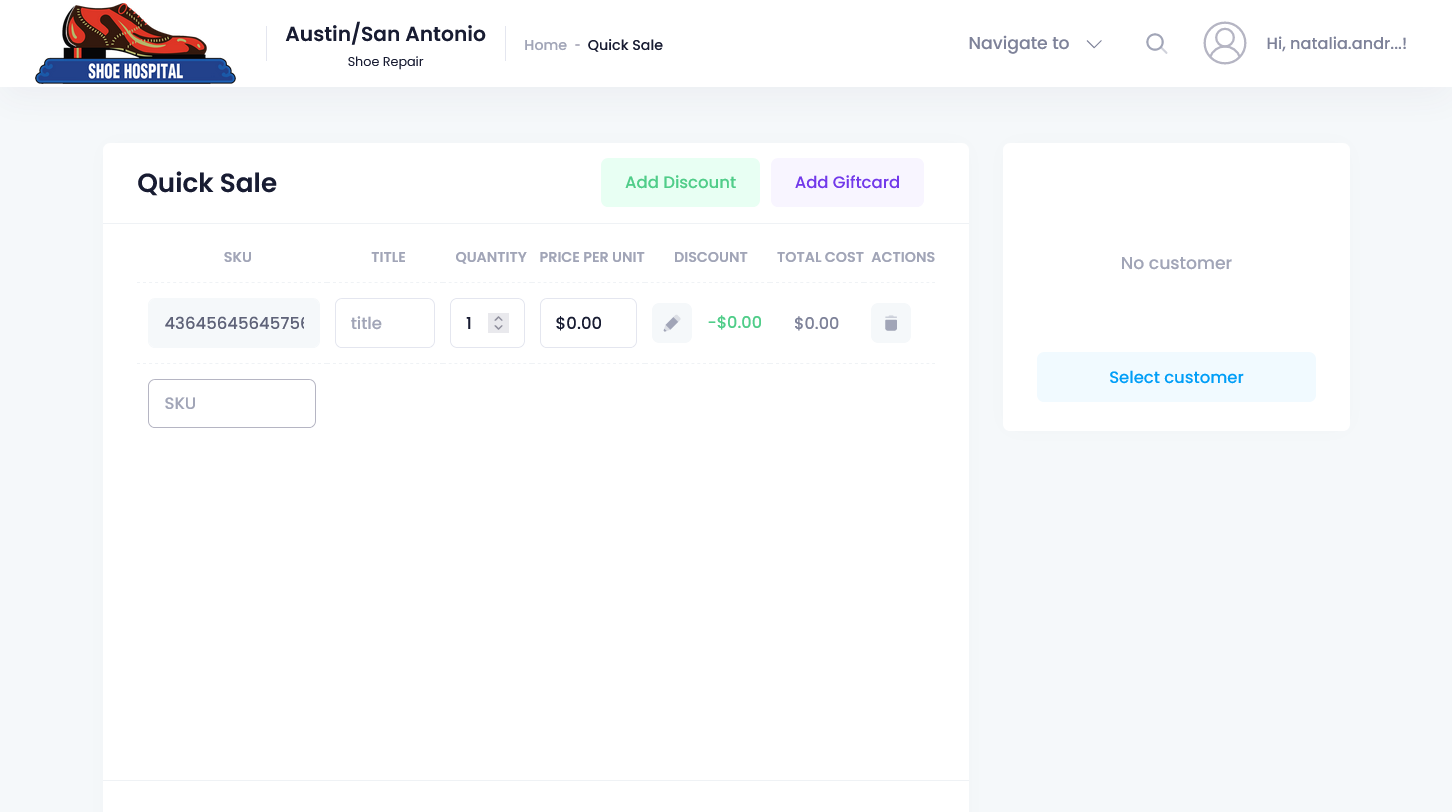 SHOE HOSPITAL
Austin/San Antonio
Shoe Repair
Home - Quick Sale
Navigate to
Hi, natalia.andr...!
Quick Sale
Add Discount
Add Giftcard
SKU TITLE QUANTITY PRICE PER UNIT DISCOUNT TOTAL COST ACTIONS
43645645645756 title 1 $0.00 -$0.00 $0.00
SKU
No customer
Select customer